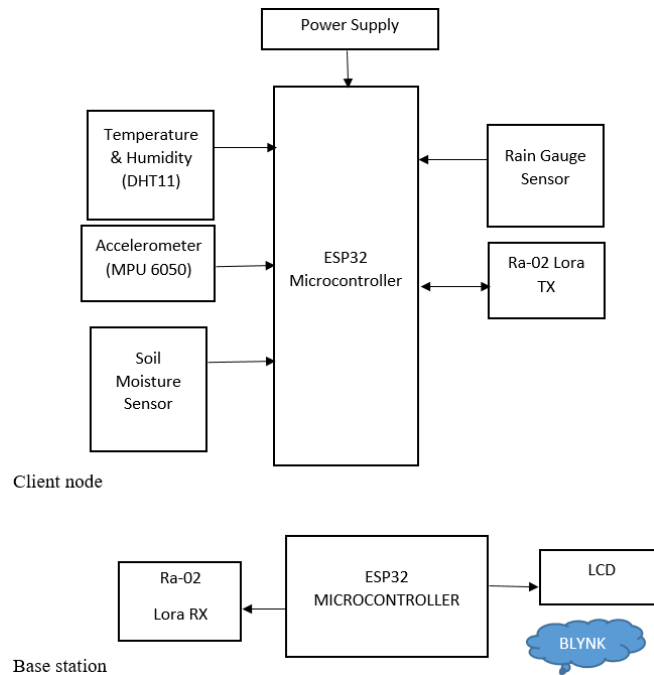 Power Supply
Temperature
& Humidity
(DHT11)
Rain Gauge
Sensor
Accelerometer
(MPU 6050)
ESP32
Microcontroller
Ra-02 Lora
TX
Soil
Moisture
Sensor
Client node
Ra-02
Lora RX
ESP32
MICROCONTROLLER
LCD
BLYNK
Base station